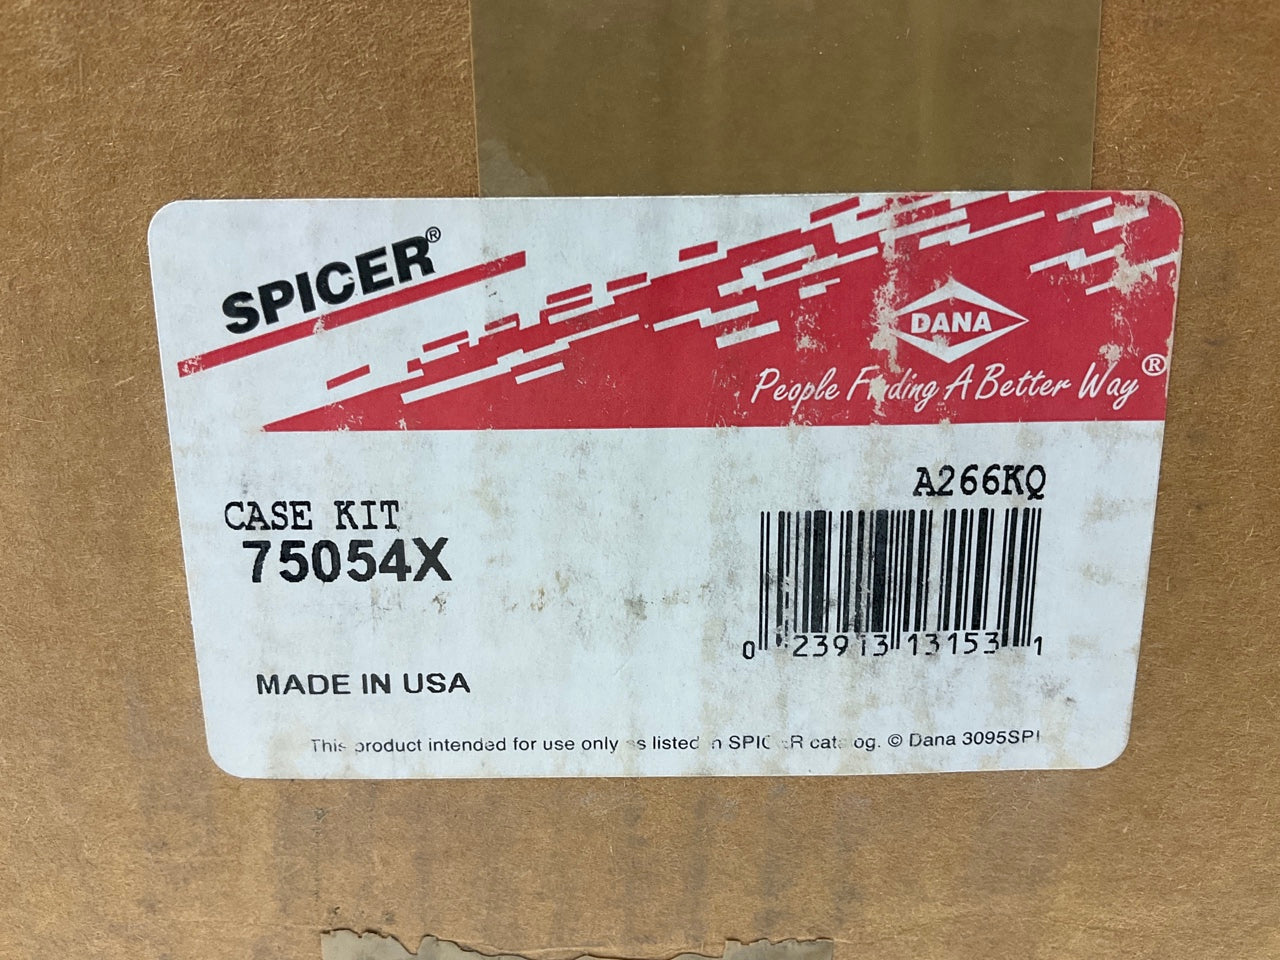 SPICER®
DANA
People Finding A Better Way®
A266KQ
CASE KIT
75054X
0 23913 13153 1
MADE IN USA
This product intended for use only as listed in SPICER catalog. © Dana 3095SPI